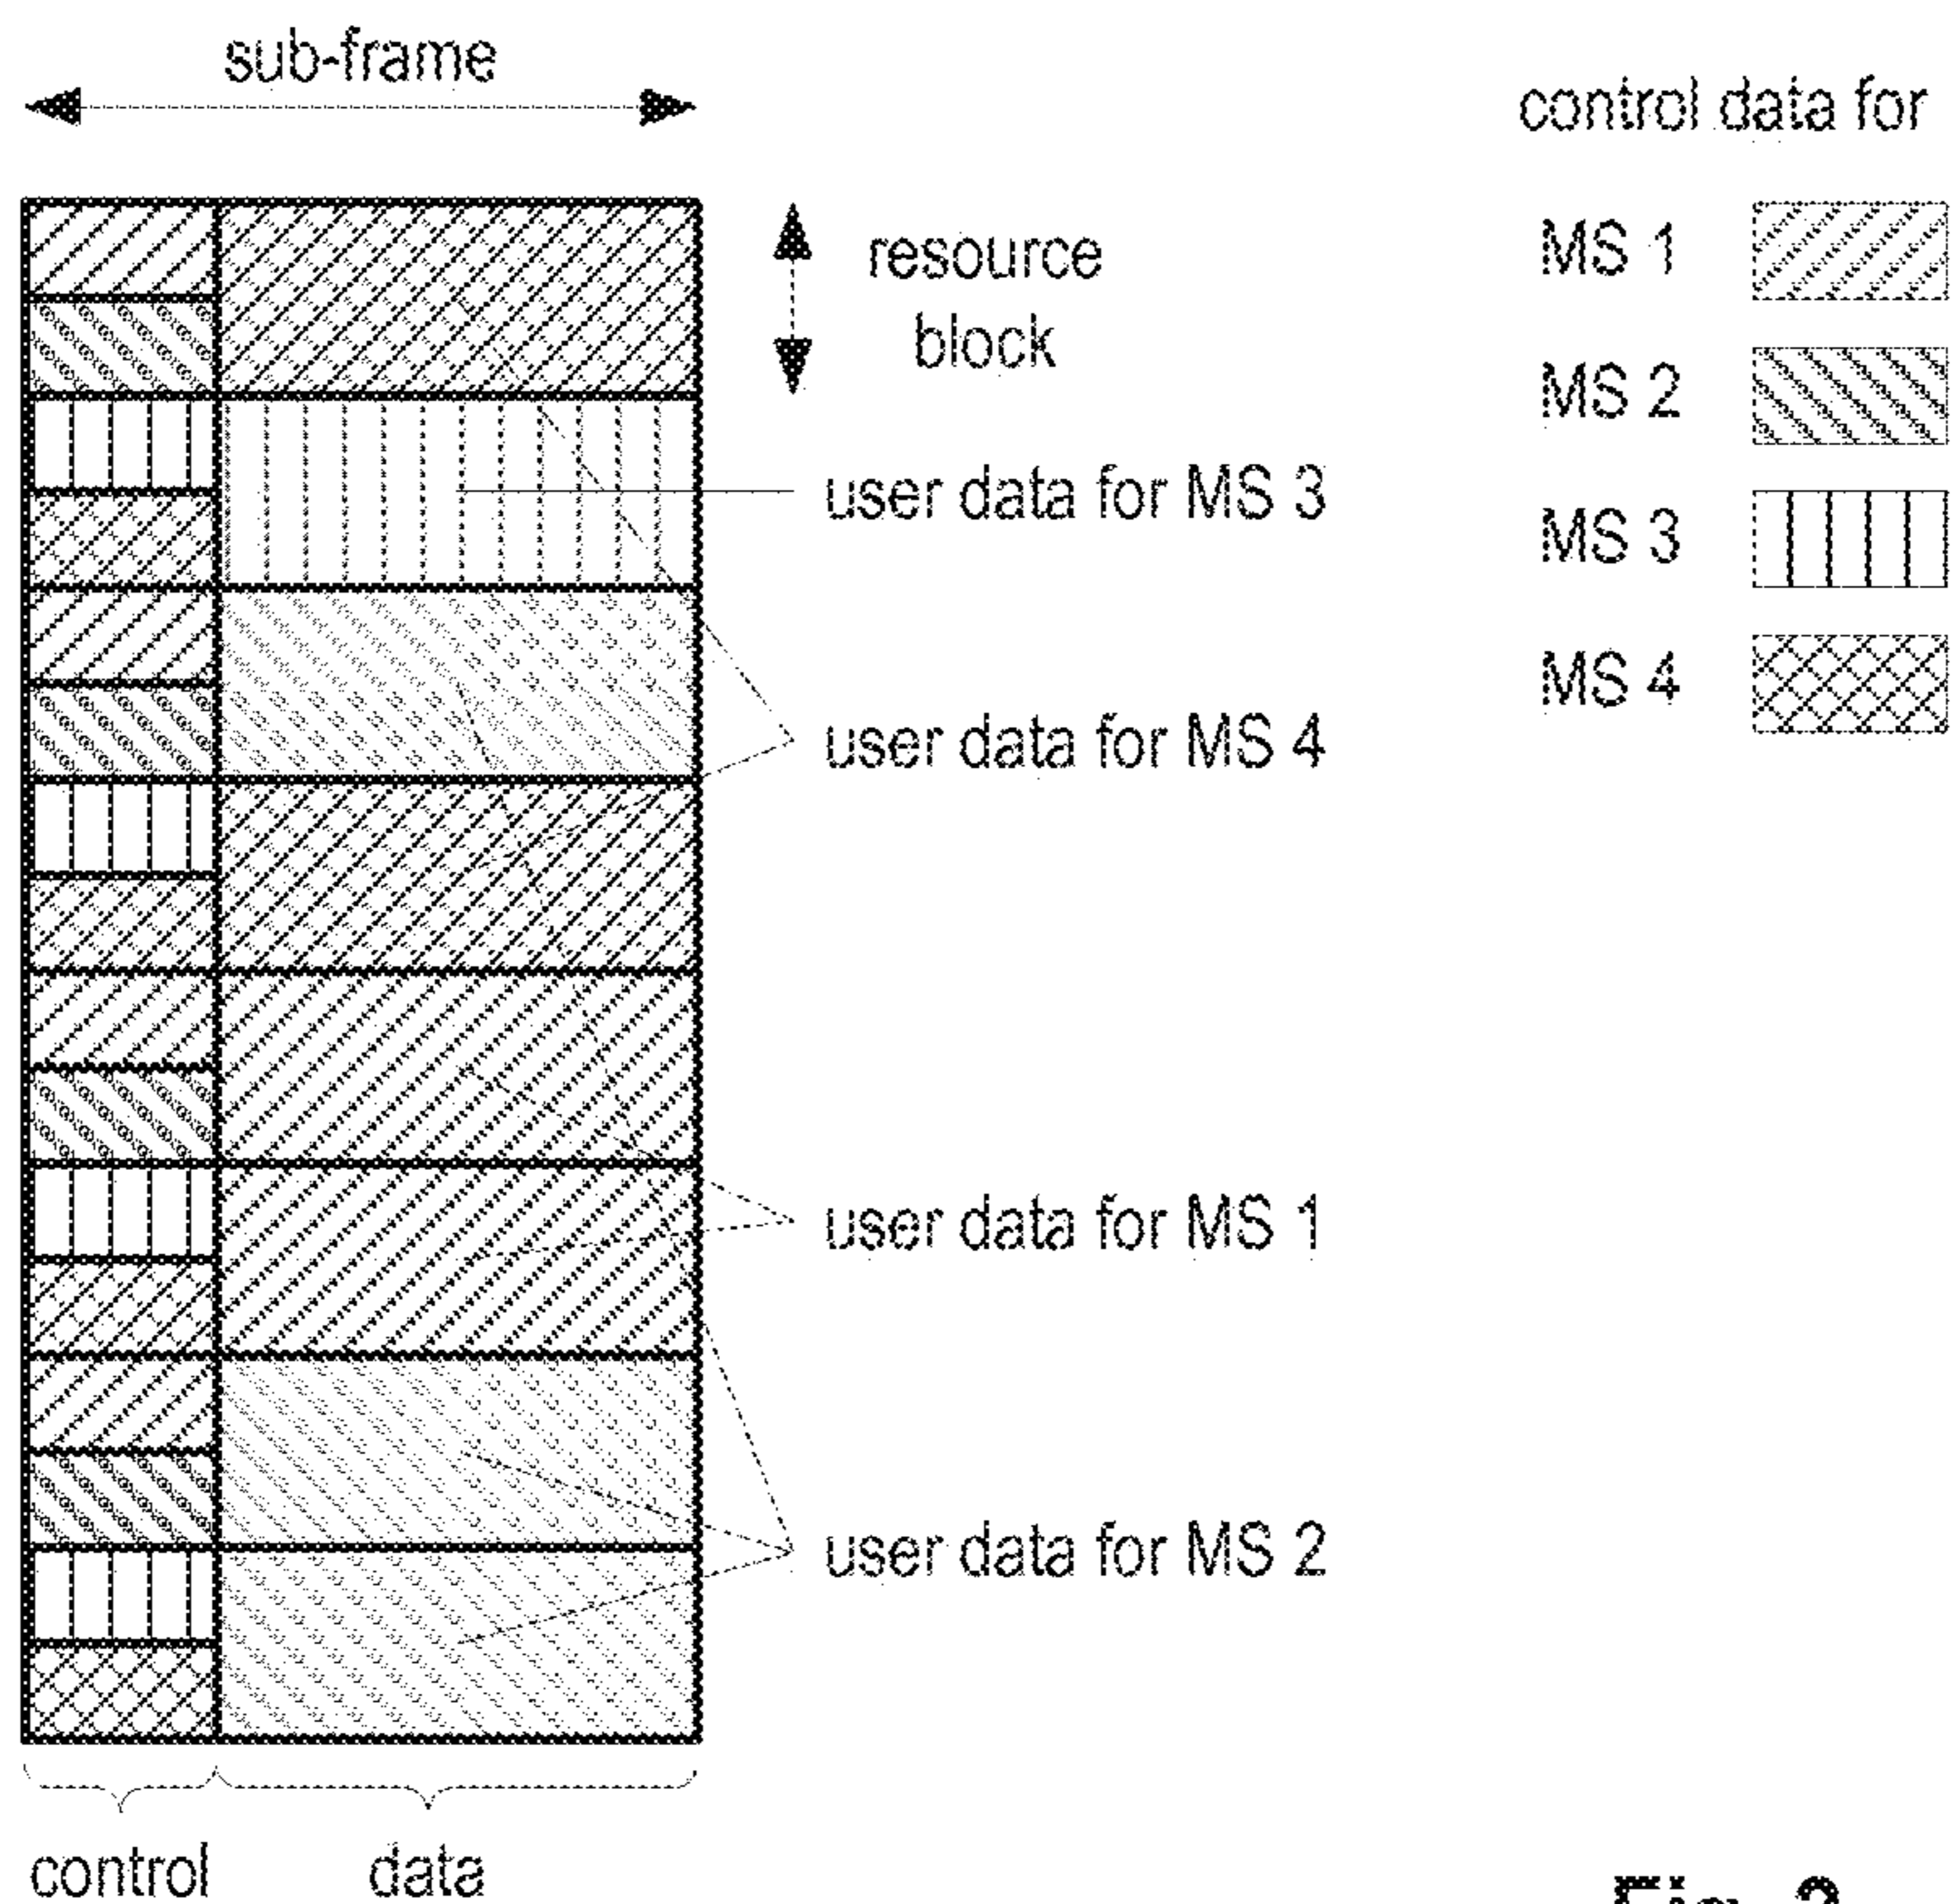 sub-frame
control data for
resource
block
MS 1
MS 2
MS 3
MS 4
user data for MS 3
user data for MS 4
user data for MS 1
user data for MS 2
control
data